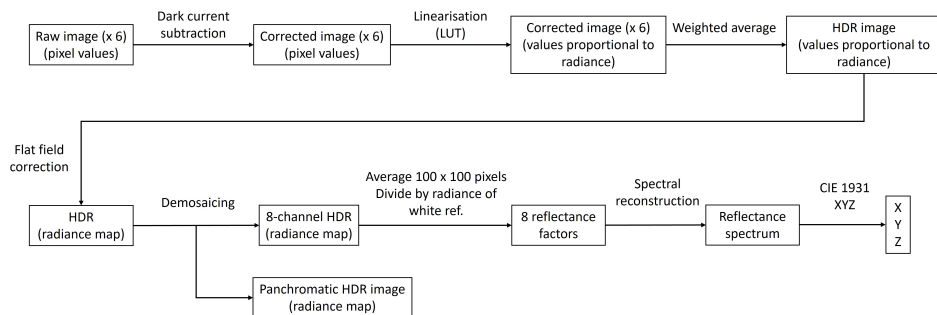 Raw image (x 6)
(pixel values)
Dark current
subtraction
Corrected image (x 6)
(pixel values)
Linearisation
(LUT)
Corrected image (x 6)
(values proportional to
radiance)
Weighted average
HDR image
(values proportional to
radiance)
Flat field
correction
HDR
(radiance map)
Demosaicing
8-channel HDR
(radiance map)
Panchromatic HDR image
(radiance map)
Average 100 x 100 pixels
Divide by radiance of
white ref.
8 reflectance
factors
Spectral
reconstruction
Reflectance
spectrum
CIE 1931
XYZ
X
Y
Z